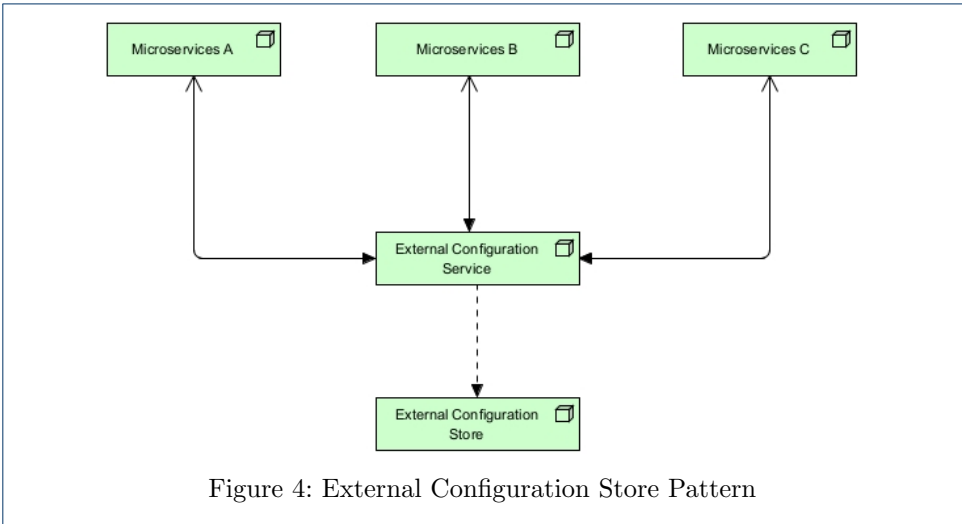 Microservices A
Microservices B
Microservices C
External Configuration
Service
External Configuration
Store
Figure 4: External Configuration Store Pattern